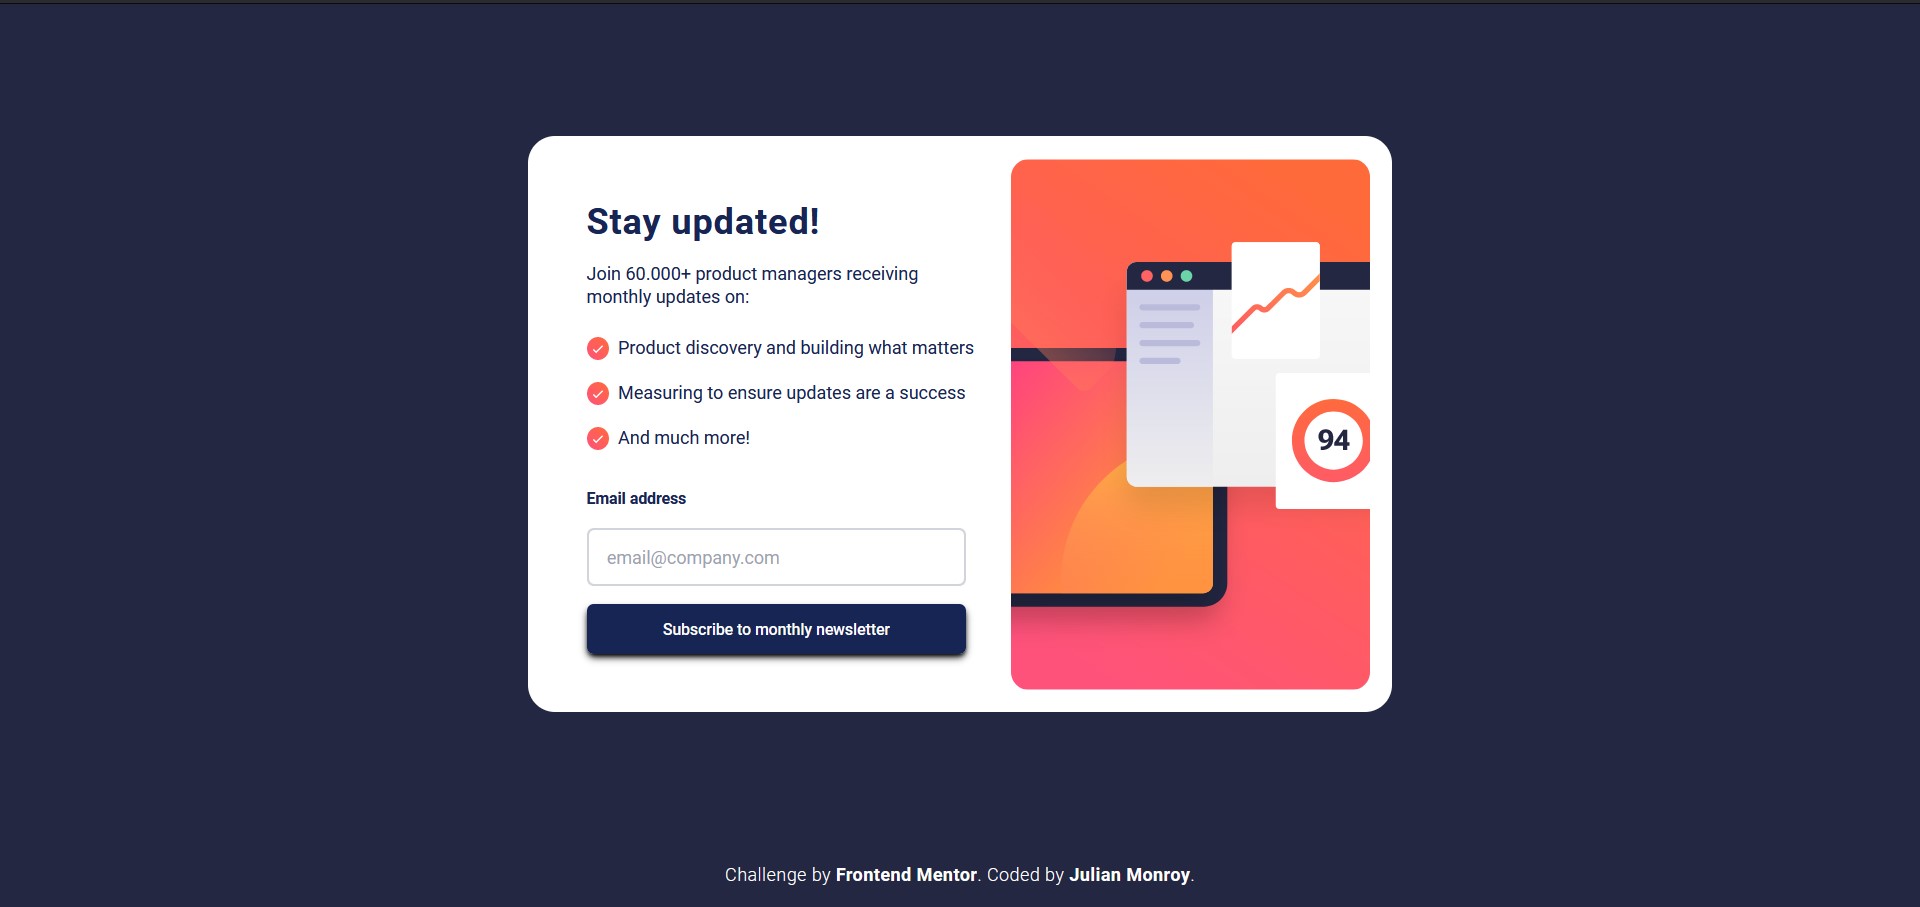 Stay updated!
Join 60.000+ product managers receiving
monthly updates on:
Product discovery and building what matters
Measuring to ensure updates are a success
And much more!
Email address
email@company.com
Subscribe to monthly newsletter
94
Challenge by Frontend Mentor. Coded by Julian Monroy.